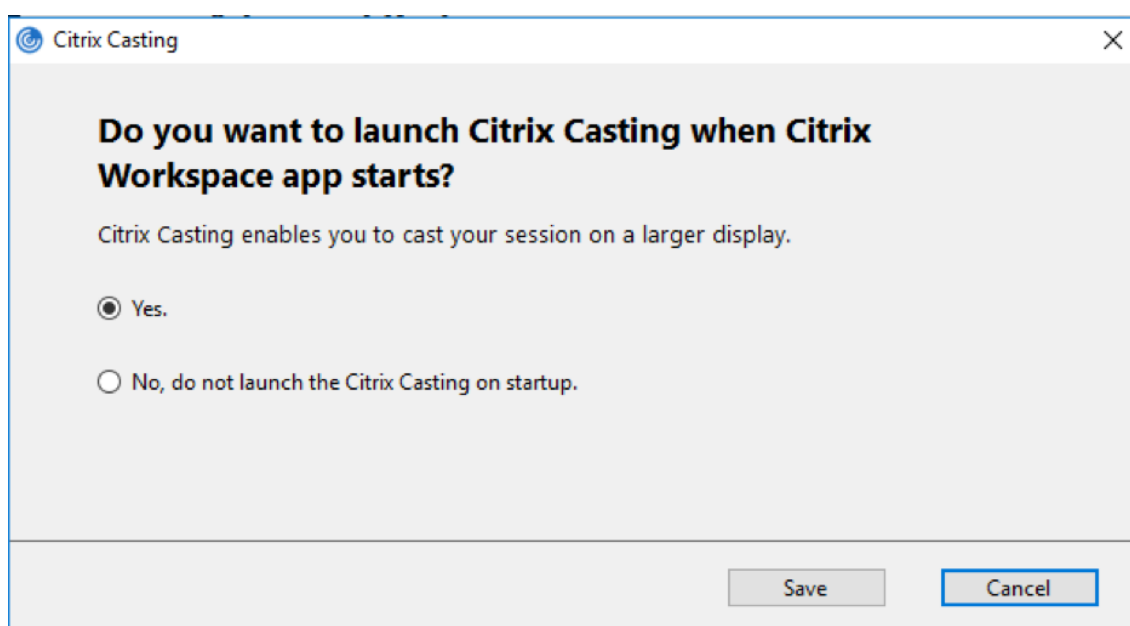 Citrix Casting
Do you want to launch Citrix Casting when Citrix
Workspace app starts?
Citrix Casting enables you to cast your session on a larger display.
Yes.
No, do not launch the Citrix Casting on startup.
Save
Cancel